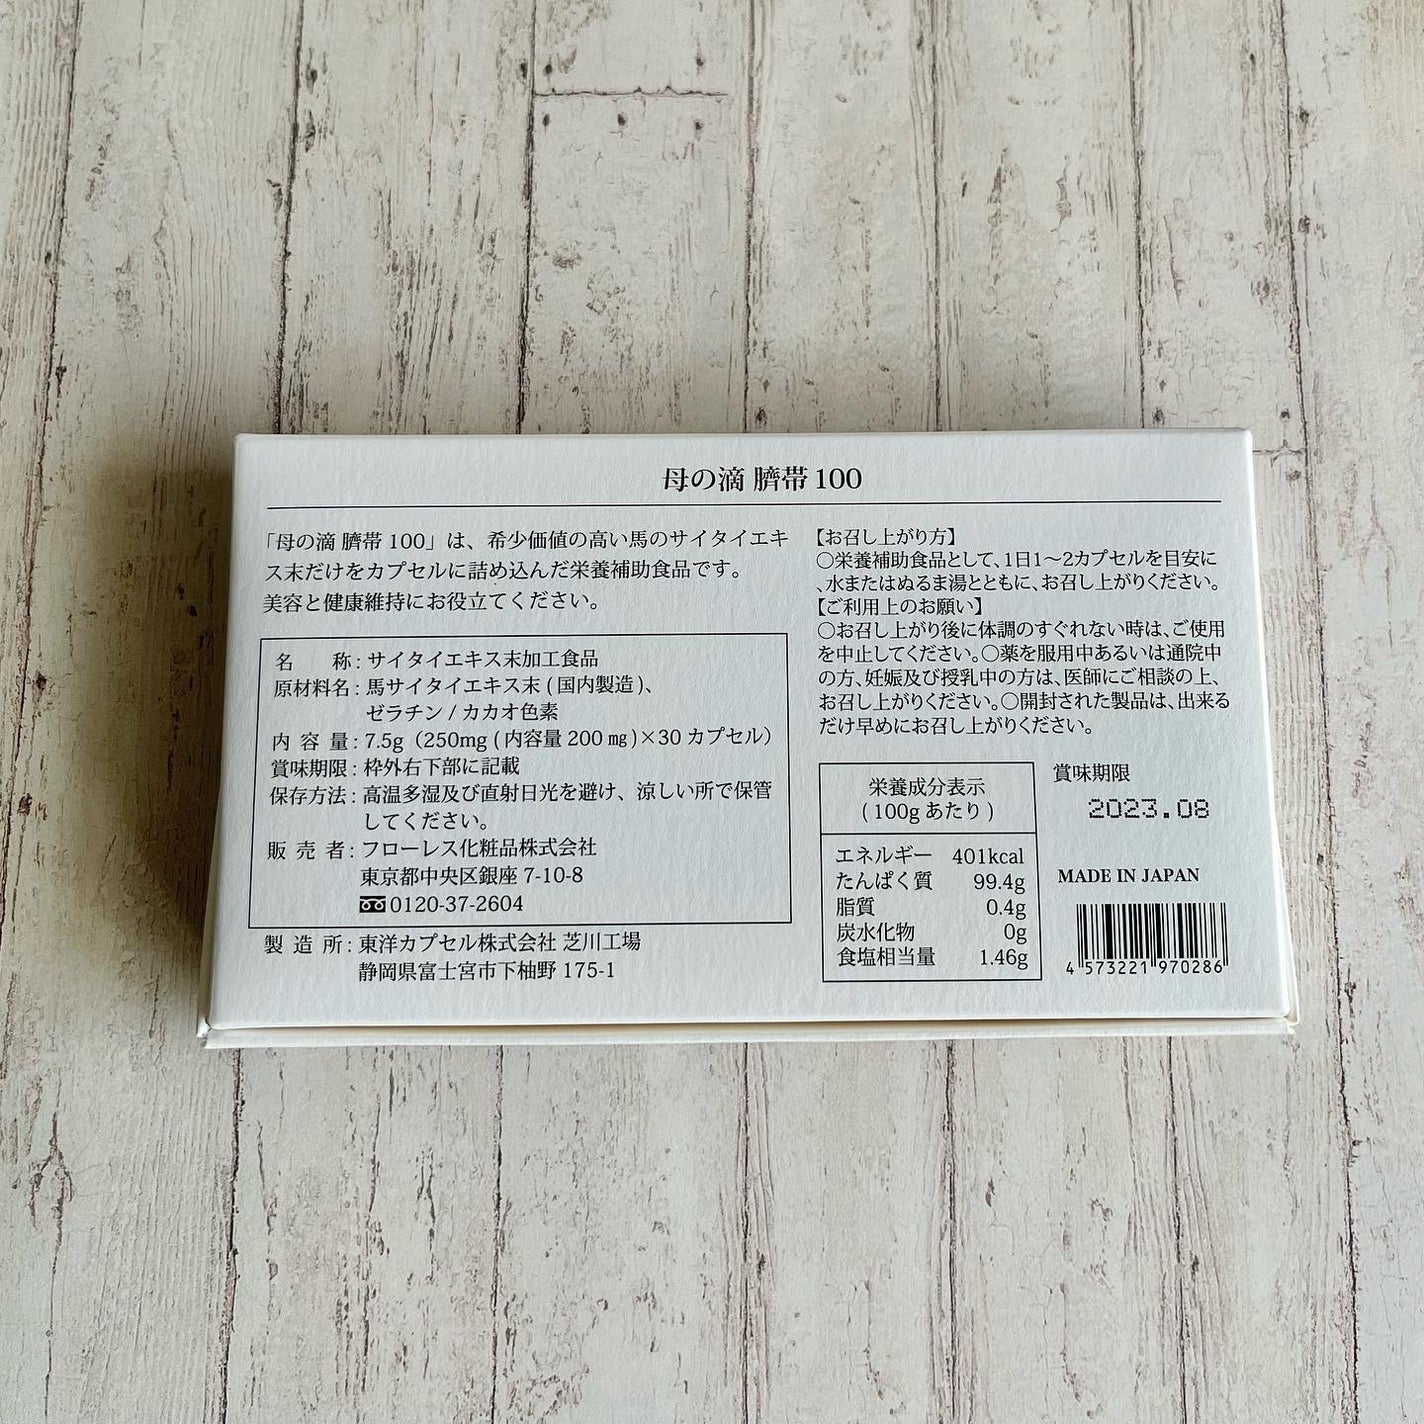 母の滴 臍帯100
「母の滴 臍帯100」は、希少価値の高い馬のサイタイエキ
ス末だけをカプセルに詰め込んだ栄養補助食品です。
美容と健康維持にお役立てください。
名 称: サイタイエキス末加工食品
原材料名: 馬サイタイエキス末(国内製造)、
ゼラチン / カカオ色素
内 容 量: 7.5g（250mg(内容量200㎎)×30カプセル）
賞味期限: 枠外右下部に記載
保存方法: 高温多湿及び直射日光を避け、涼しい所で保管
してください。
販 売 者: フローレス化粧品株式会社
東京都中央区銀座 7-10-8
0120-37-2604
製 造 所: 東洋カプセル株式会社 芝川工場
静岡県富士宮市下柚野 175-1
【お召し上がり方】
○栄養補助食品として、1日1〜2カプセルを目安に
、水またはぬるま湯とともに、お召し上がりください。
【ご利用上のお願い】
○お召し上がり後に体調のすぐれない時は、ご使用
を中止してください。○薬を服用中あるいは通院中
の方、妊娠及び授乳中の方は、医師にご相談の上、
お召し上がりください。○開封された製品は、出来る
だけ早めにお召し上がりください。
栄養成分表示
(100gあたり)
エネルギー 401kcal
たんぱく質 99.4g
脂質 0.4g
炭水化物 0g
食塩相当量 1.46g
賞味期限
2023.08
MADE IN JAPAN
4 573221 970286